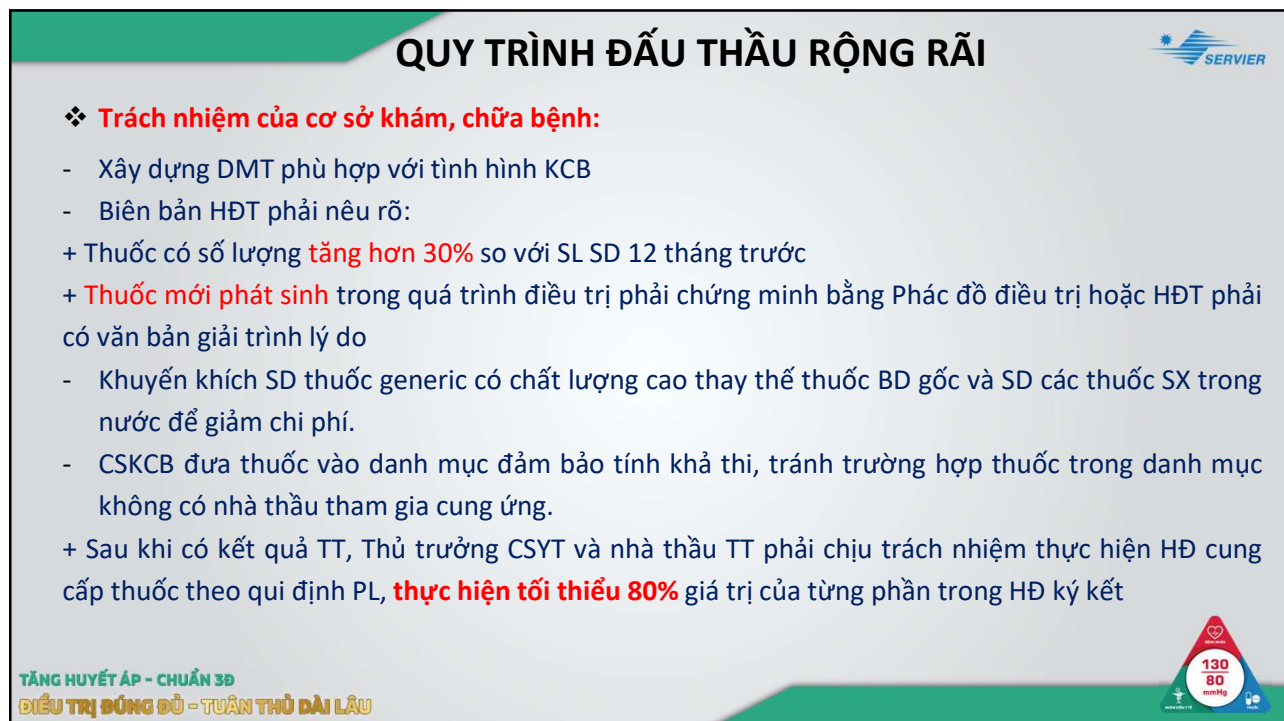 QUY TRÌNH ĐẤU THẦU RỘNG RÃI
SERVIER
❖ Trách nhiệm của cơ sở khám, chữa bệnh:
- Xây dựng DMT phù hợp với tình hình KCB
- Biên bản HĐT phải nêu rõ:
+ Thuốc có số lượng tăng hơn 30% so với SL SD 12 tháng trước
+ Thuốc mới phát sinh trong quá trình điều trị phải chứng minh bằng Phác đồ điều trị hoặc HĐT phải
có văn bản giải trình lý do
- Khuyến khích SD thuốc generic có chất lượng cao thay thế thuốc BD gốc và SD các thuốc SX trong
nước để giảm chi phí.
- CSKCB đưa thuốc vào danh mục đảm bảo tính khả thi, tránh trường hợp thuốc trong danh mục
không có nhà thầu tham gia cung ứng.
+ Sau khi có kết quả TT, Thủ trưởng CSYT và nhà thầu TT phải chịu trách nhiệm thực hiện HĐ cung
cấp thuốc theo qui định PL, thực hiện tối thiểu 80% giá trị của từng phần trong HĐ ký kết
TĂNG HUYẾT ÁP - CHUẨN 3Đ
ĐIỀU TRỊ ĐÚNG ĐỦ - TUÂN THỦ DÀI LÂU
BỆNH NHÂN
130
80
mmHg
NHÂN VIÊN Y TẾ
THUỐC